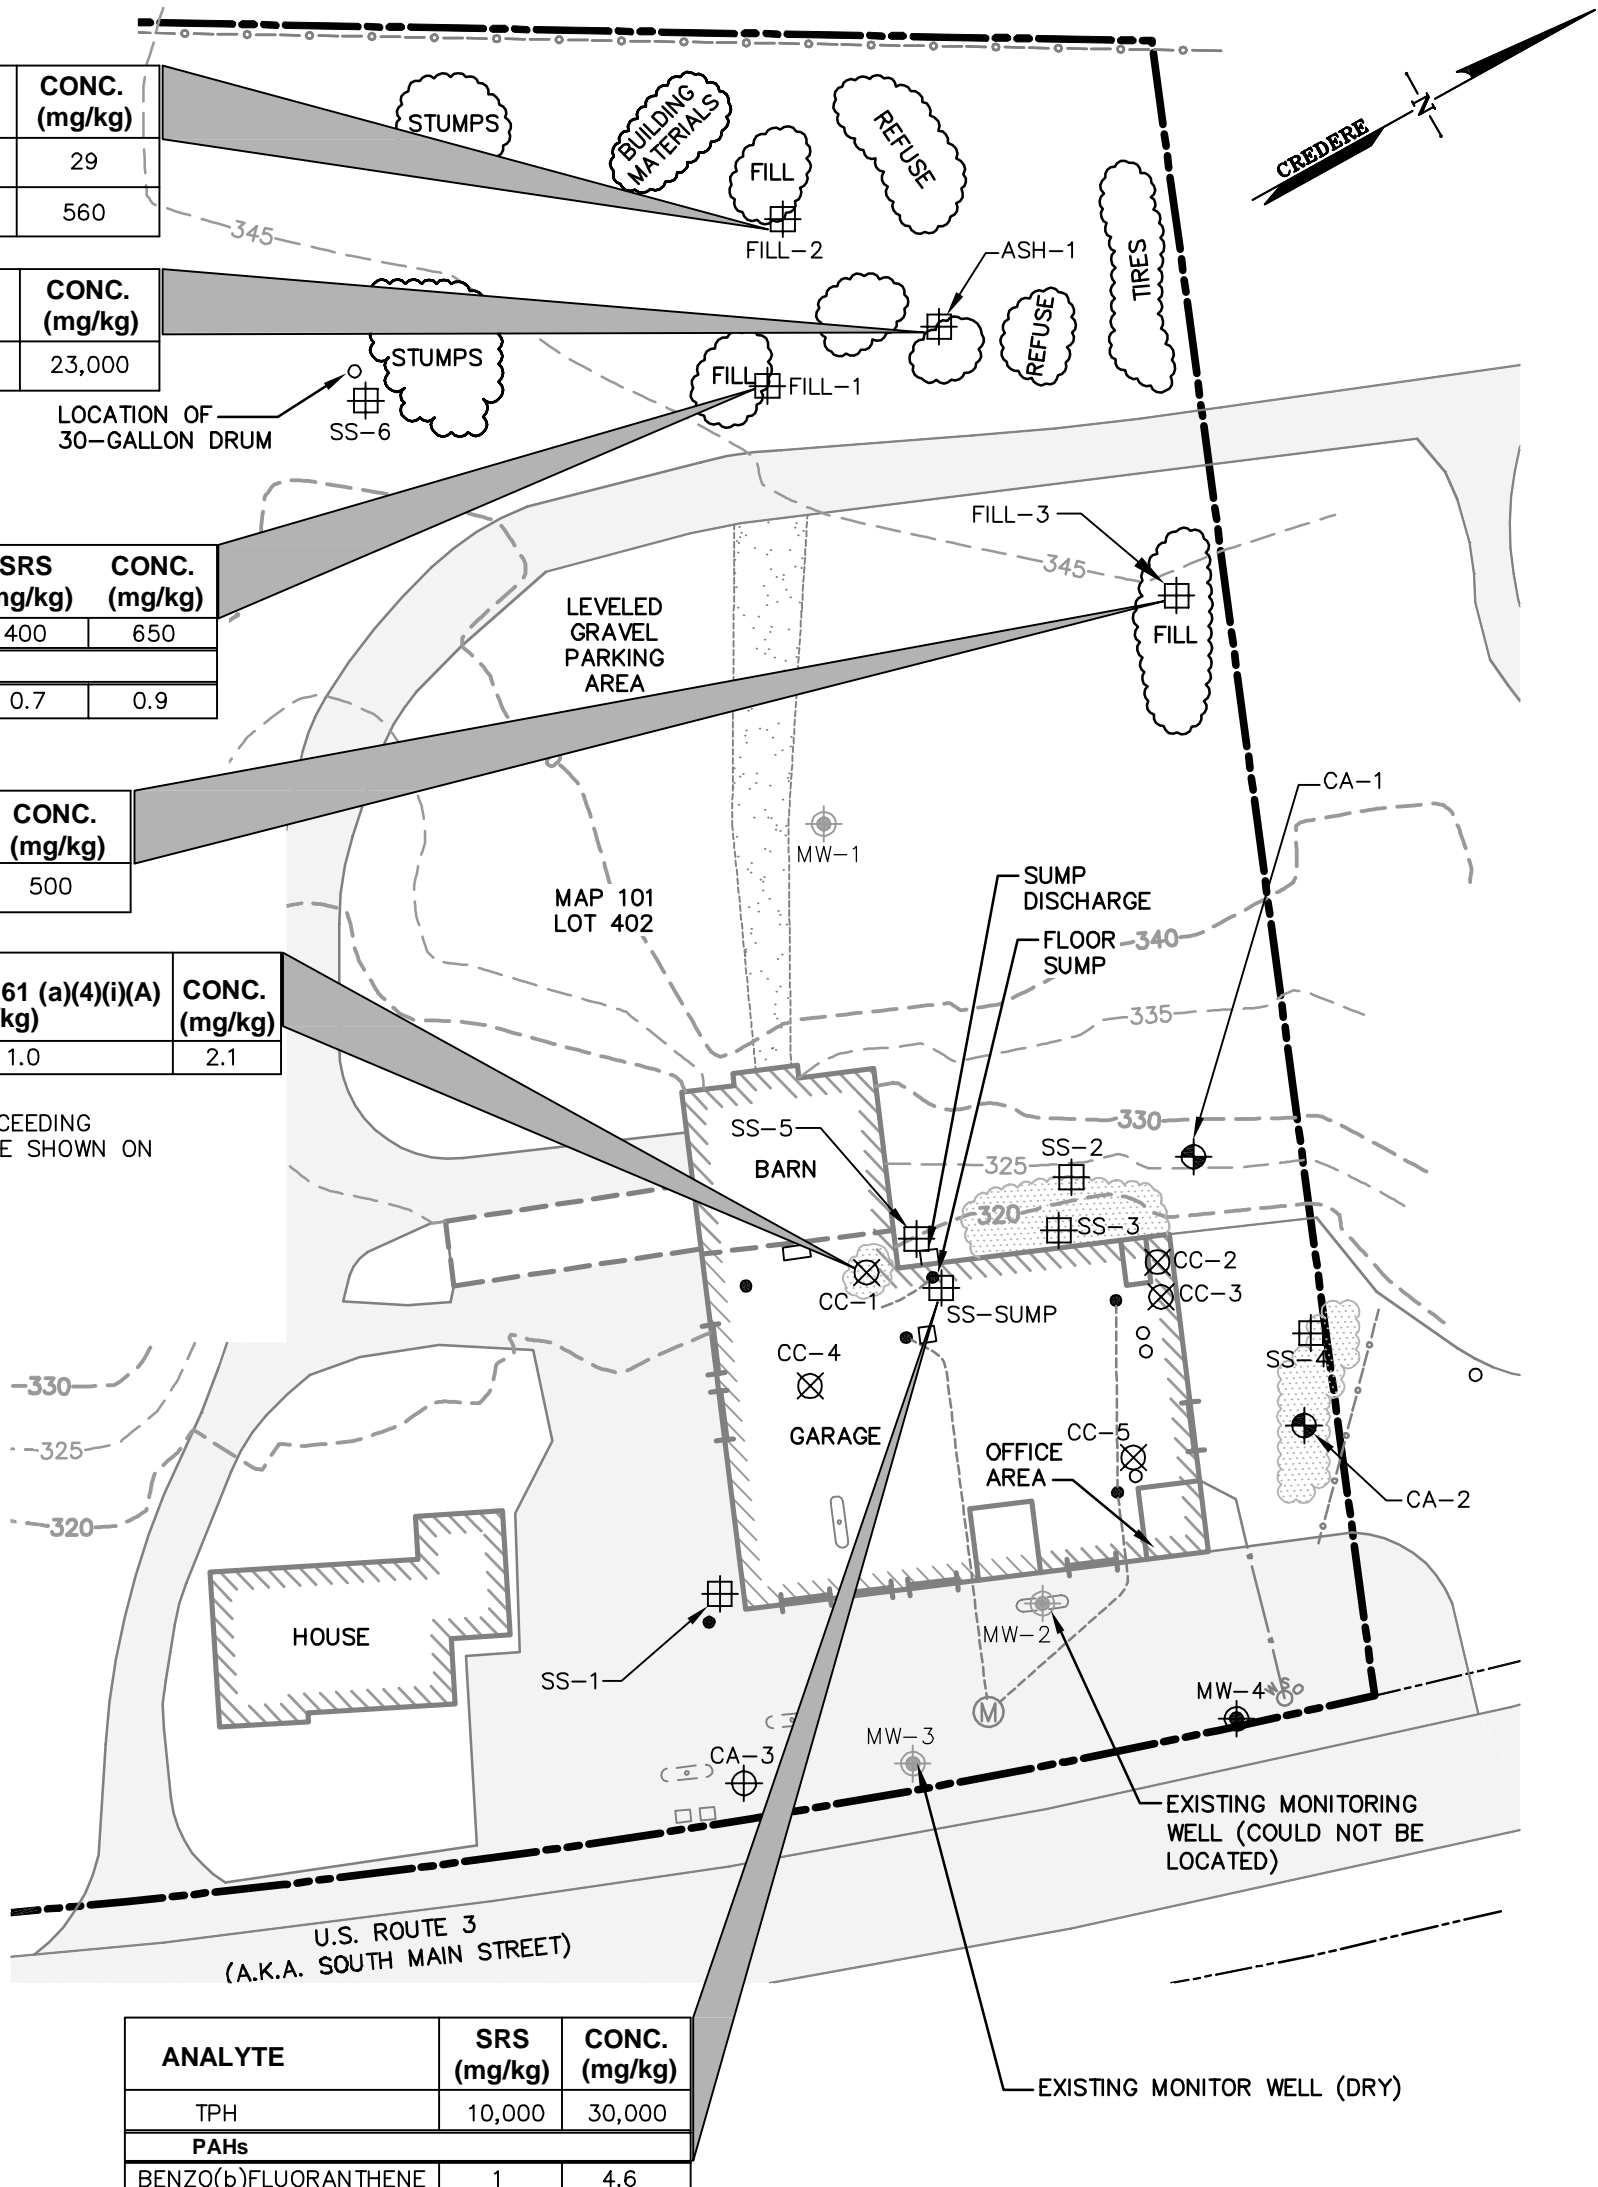 CONC.
(mg/kg)
29
560
STUMPS
BUILDING
MATERIALS
FILL
REFUSE
CREDERE
N
345
FILL-2
ASH-1
TIRES
CONC.
(mg/kg)
23,000
STUMPS
REFUSE
FILL
FILL-1
LOCATION OF
30-GALLON DRUM
SS-6
FILL-3
345
SRS CONC.
mg/kg) (mg/kg)
400 650
0.7 0.9
LEVELED
GRAVEL
PARKING
AREA
FILL
CONC.
(mg/kg)
500
CA-1
MW-1
MAP 101
LOT 402
SUMP
DISCHARGE
FLOOR
SUMP
340
61 (a)(4)(i)(A) CONC.
kg) (mg/kg)
1.0 2.1
335
CEEDING
E SHOWN ON
330
SS-5
BARN
SS-2
325
320
SS-3
CC-2
CC-1
CC-3
SS-SUMP
CC-4
SS-4
330
GARAGE
CC-5
325
OFFICE
AREA
CA-2
320
HOUSE
MW-2
SS-1
MW-4
M
MW-3
CA-3
EXISTING MONITORING
WELL (COULD NOT BE
LOCATED)
U.S. ROUTE 3
(A.K.A. SOUTH MAIN STREET)
EXISTING MONITOR WELL (DRY)
ANALYTE SRS CONC.
(mg/kg) (mg/kg)
TPH 10,000 30,000
PAHs
BENZO(b)FLUORANTHENE 1 4.6